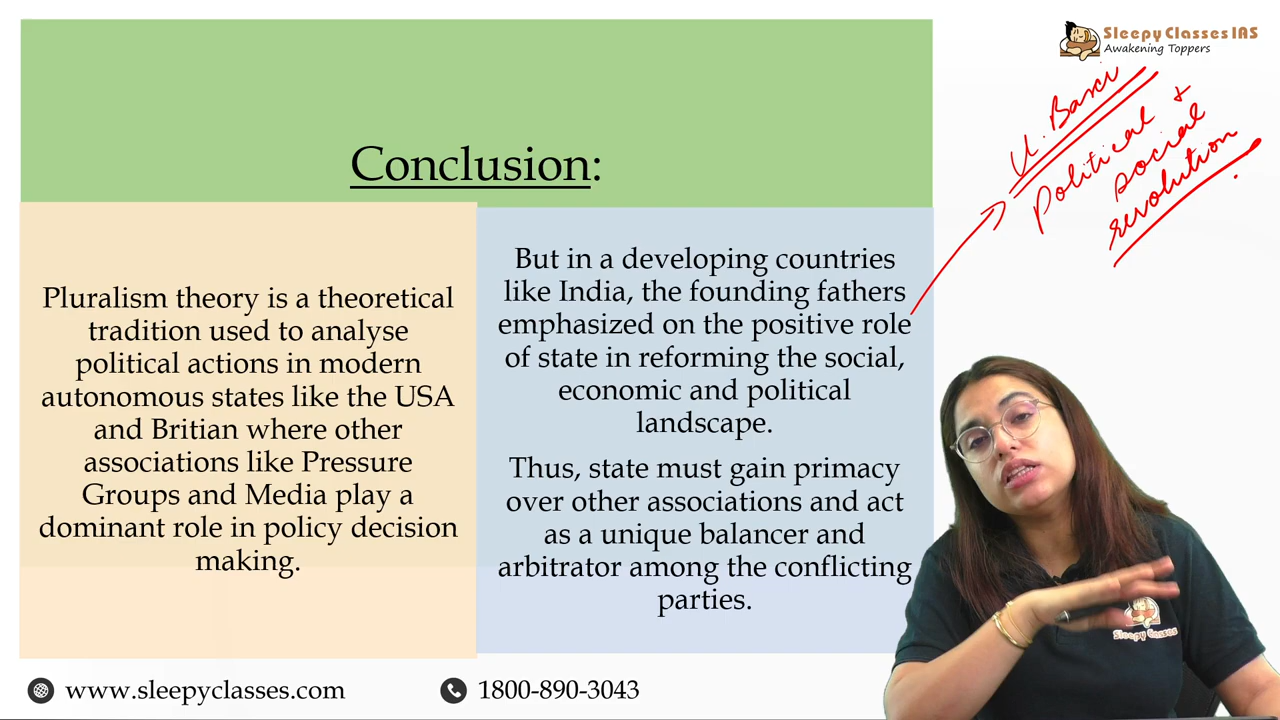 Sleepy Classes IAS
Awakening Toppers
U. Baxi
Political &
social
revolution.
Conclusion:
Pluralism theory is a theoretical
tradition used to analyse
political actions in modern
autonomous states like the USA
and Britian where other
associations like Pressure
Groups and Media play a
dominant role in policy decision
making.
But in a developing countries
like India, the founding fathers
emphasized on the positive role
of state in reforming the social,
economic and political
landscape.
Thus, state must gain primacy
over other associations and act
as a unique balancer and
arbitrator among the conflicting
parties.
Sleepy Classes
www.sleepyclasses.com
1800-890-3043